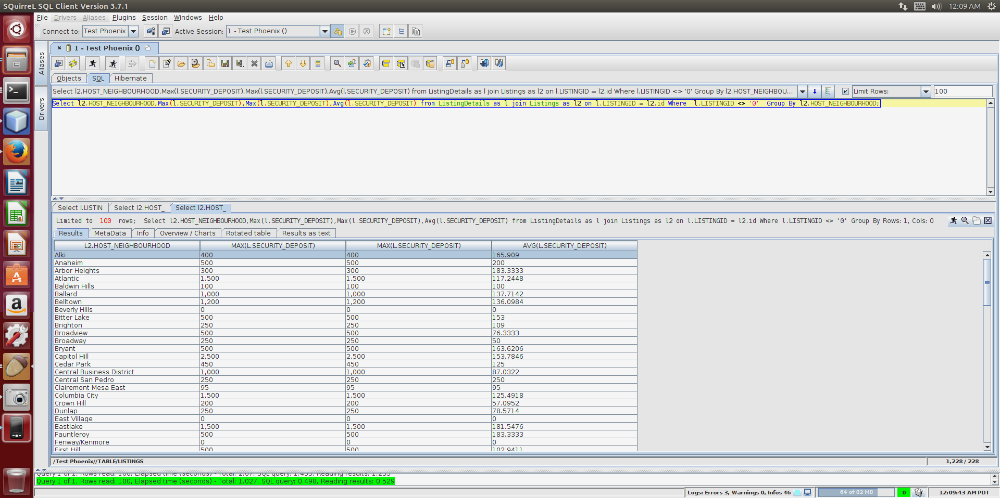 SQuirreL SQL Client Version 3.7.1
12:09 AM
File Drivers Aliases Plugins Session Windows Help
Connect to: Test Phoenix Active Session: 1 - Test Phoenix ()
1 - Test Phoenix ()
Aliases
Drivers
Objects SQL Hibernate
Select l2.HOST_NEIGHBOURHOOD,Max(l.SECURITY_DEPOSIT),Max(l.SECURITY_DEPOSIT),Avg(l.SECURITY_DEPOSIT) from ListingDetails as l join Listings as l2 on l.LISTINGID = l2.id Where l.LISTINGID <> '0' Group By l2.HOST_NEIGHBOU... Limit Rows: 100
Select l2.HOST_NEIGHBOURHOOD,Max(l.SECURITY_DEPOSIT),Max(l.SECURITY_DEPOSIT),Avg(l.SECURITY_DEPOSIT) from ListingDetails as l join Listings as l2 on l.LISTINGID = l2.id Where  l.LISTINGID <> '0'  Group By l2.HOST_NEIGHBOURHOOD;
Select l.LISTIN Select l2.HOST_ Select l2.HOST_
Limited to 100 rows; Select l2.HOST_NEIGHBOURHOOD,Max(l.SECURITY_DEPOSIT),Max(l.SECURITY_DEPOSIT),Avg(l.SECURITY_DEPOSIT) from ListingDetails as l join Listings as l2 on l.LISTINGID = l2.id Where l.LISTINGID <> '0' Group By Rows: 1, Cols: 0
Results MetaData Info Overview / Charts Rotated table Results as text
L2.HOST_NEIGHBOURHOOD MAX(L.SECURITY_DEPOSIT) MAX(L.SECURITY_DEPOSIT) AVG(L.SECURITY_DEPOSIT)
Alki 400 400 165.909
Anaheim 500 500 200
Arbor Heights 300 300 183.3333
Atlantic 1,500 1,500 117.2448
Baldwin Hills 100 100 100
Ballard 1,000 1,000 137.7142
Belltown 1,200 1,200 136.0984
Beverly Hills 0 0 0
Bitter Lake 500 500 153
Brighton 250 250 109
Broadview 500 500 76.3333
Broadway 250 250 50
Bryant 500 500 163.6206
Capitol Hill 2,500 2,500 153.7846
Cedar Park 450 450 125
Central Business District 1,000 1,000 87.0322
Central San Pedro 250 250 250
Clairemont Mesa East 95 95 95
Columbia City 1,500 1,500 125.4918
Crown Hill 200 200 57.0952
Dunlap 250 250 78.5714
East Village 0 0 0
Eastlake 1,500 1,500 181.5476
Fauntleroy 500 500 183.3333
Fenway/Kenmore 0 0 0
First Hill 500 500 102.9411
/Test Phoenix//TABLE/LISTINGS 1,228 / 228
Query 1 of 1, Rows read: 100, Elapsed time (seconds) - Total: 2.67, SQL query: 1.435, Reading results: 1.235
Query 1 of 1, Rows read: 100, Elapsed time (seconds) - Total: 1.027, SQL query: 0.498, Reading results: 0.529
Logs: Errors 3, Warnings 0, Infos 46 64 of 82 MB 0 12:09:43 AM PDT